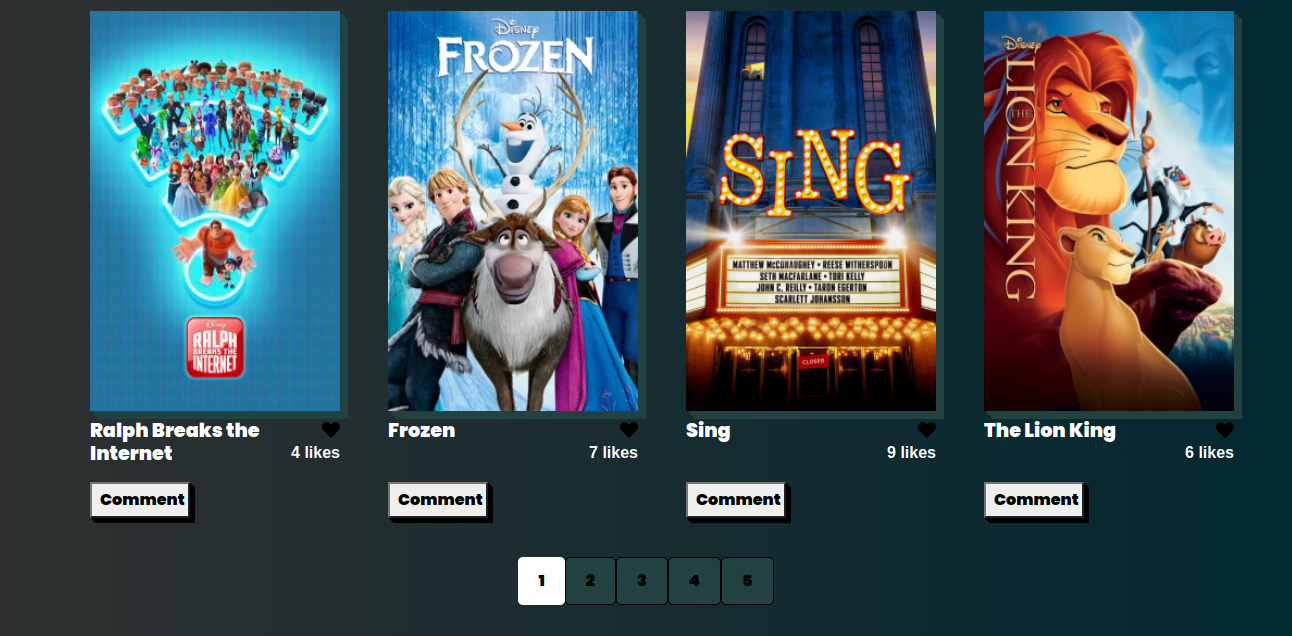 Disney
FROZEN
Disney
THE
LION KING
SING
MATTHEW MCCONAUGHEY • REESE WITHERSPOON
SETH MACFARLANE • TORI KELLY
JOHN C. REILLY • TARON EGERTON
SCARLETT JOHANSSON
CLOSED
Disney
RALPH
BREAKS THE
INTERNET
Ralph Breaks the
Internet
4 likes
Frozen
7 likes
Sing
9 likes
The Lion King
6 likes
Comment
Comment
Comment
Comment
1 2 3 4 5